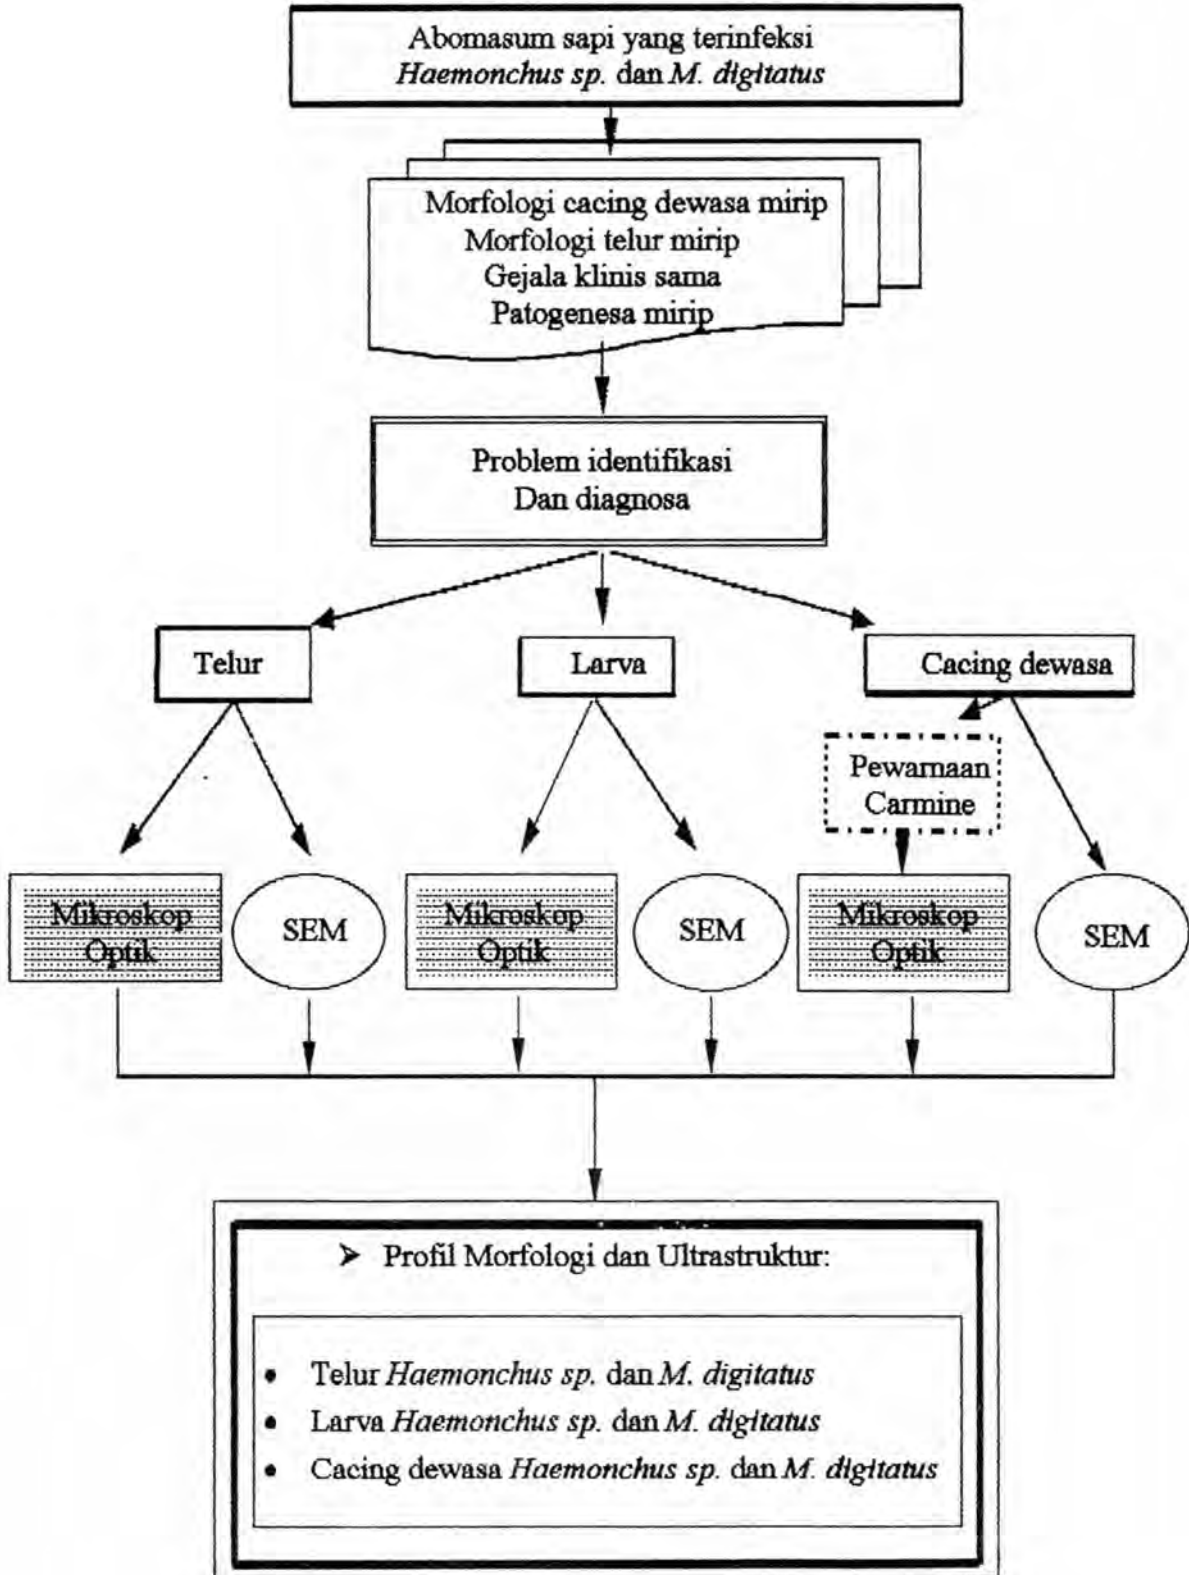 Abomasum sapi yang terinfeksi
Haemonchus sp. dan M. digitatus
Morfologi cacing dewasa mirip
Morfologi telur mirip
Gejala klinis sama
Patogenesa mirip
Problem identifikasi
Dan diagnosa
Telur
Larva
Cacing dewasa
Pewarnaan
Carmine
Mikroskop
Optik
SEM
Mikroskop
Optik
SEM
Mikroskop
Optik
SEM
➤ Profil Morfologi dan Ultrastruktur:
• Telur Haemonchus sp. dan M. digitatus
• Larva Haemonchus sp. dan M. digitatus
• Cacing dewasa Haemonchus sp. dan M. digitatus